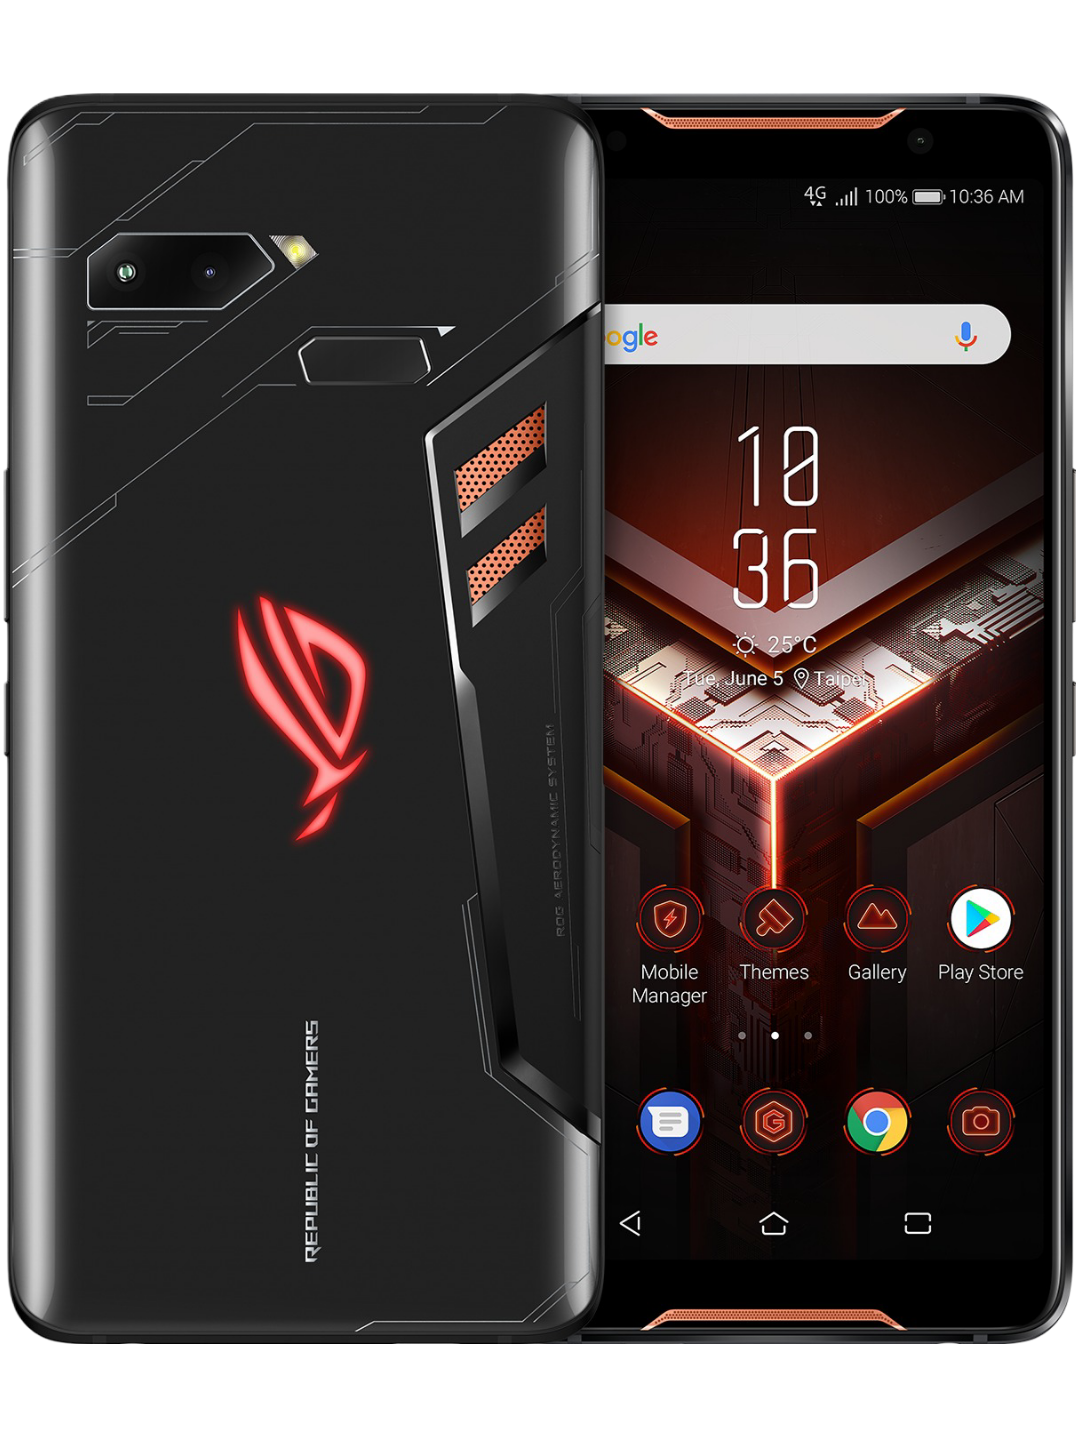 4G 100% 10:36 AM
ogle
10
36
25°C
Tue, June 5 Taipei
ROG AERODYNAMIC SYSTEM
Mobile Manager
Themes
Gallery
Play Store
REPUBLIC OF GAMERS